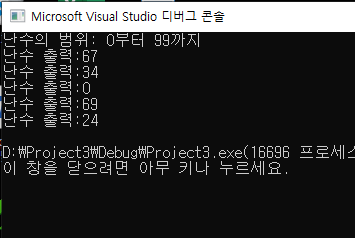 Microsoft Visual Studio 디버그 콘솔
난수의 범위: 0부터 99까지
난수 출력:67
난수 출력:34
난수 출력:0
난수 출력:69
난수 출력:24
D:₩Project3₩Debug₩Project3.exe(16696 프로세스
이 창을 닫으려면 아무 키나 누르세요.